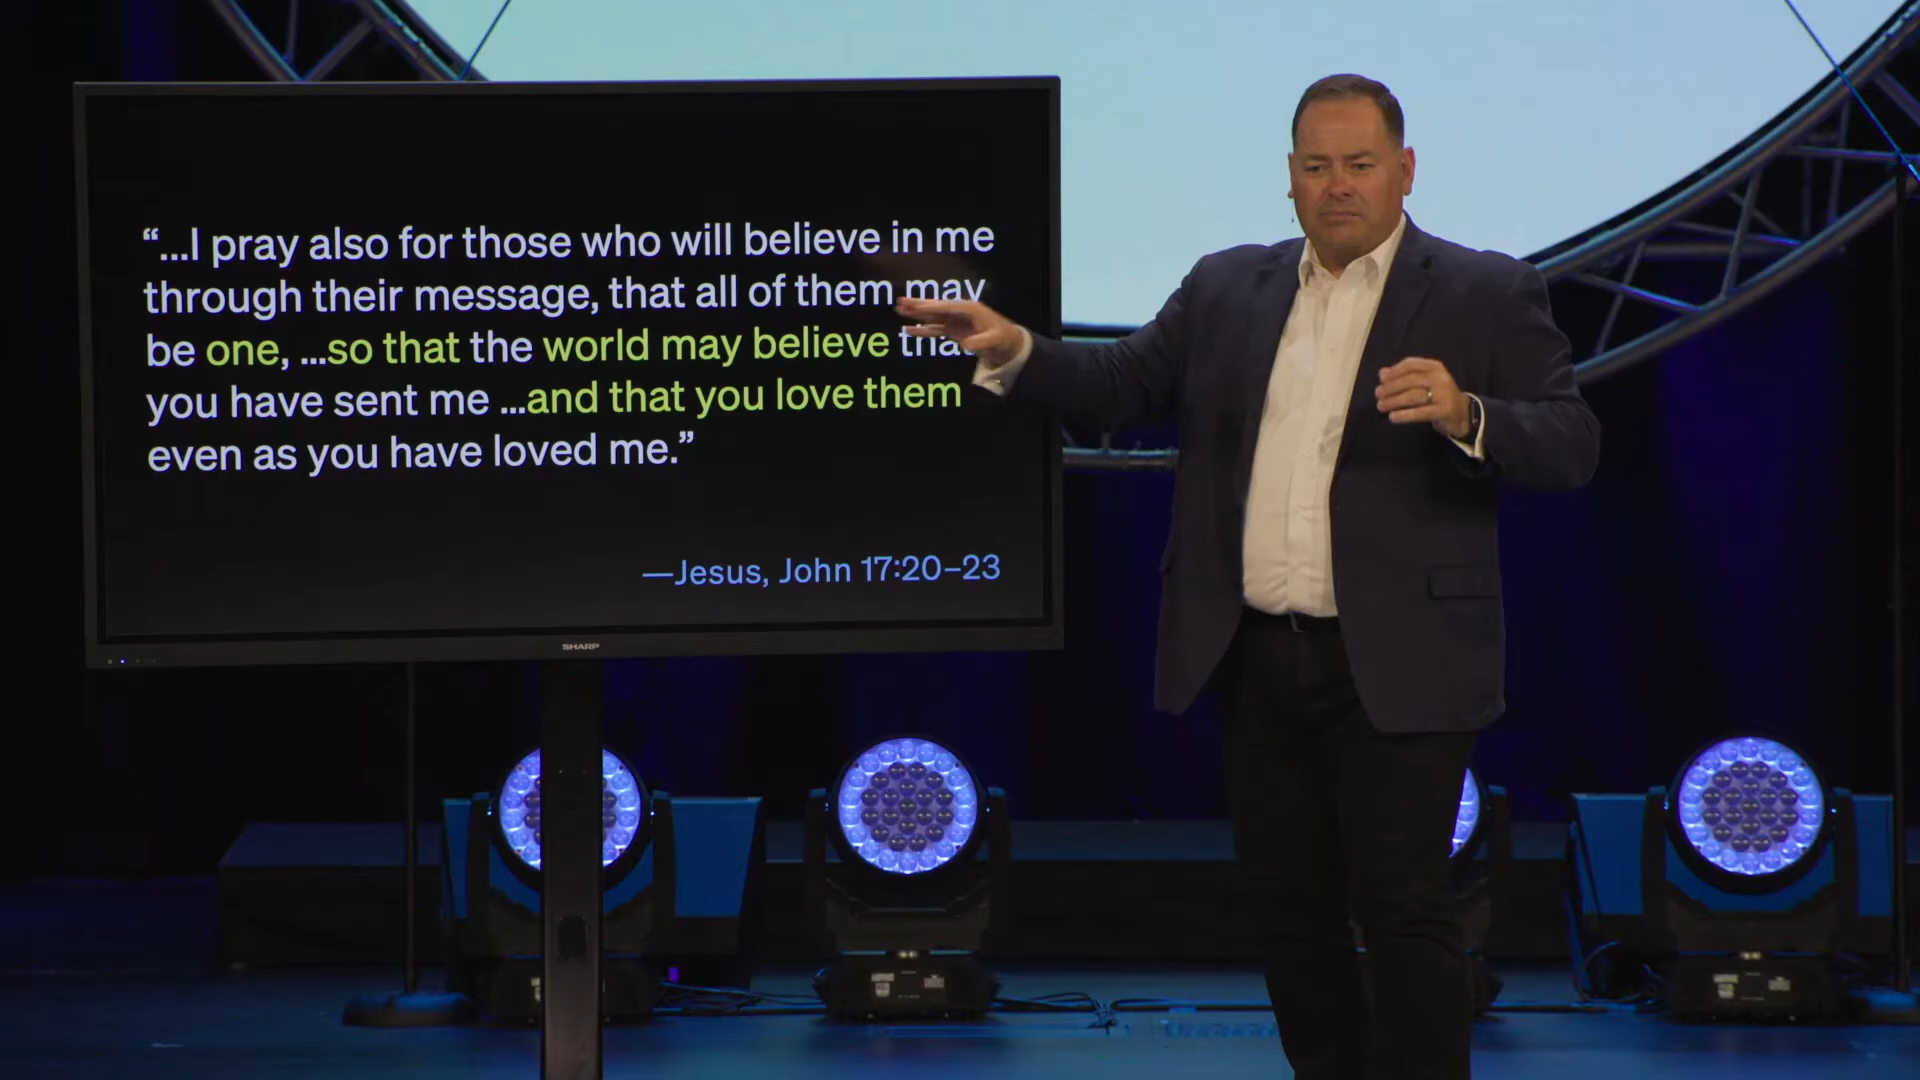 “...I pray also for those who will believe in me
through their message, that all of them may
be one, ...so that the world may believe
you have sent me ...and that you love them
even as you have loved me.”
—Jesus, John 17:20–23
SHARP